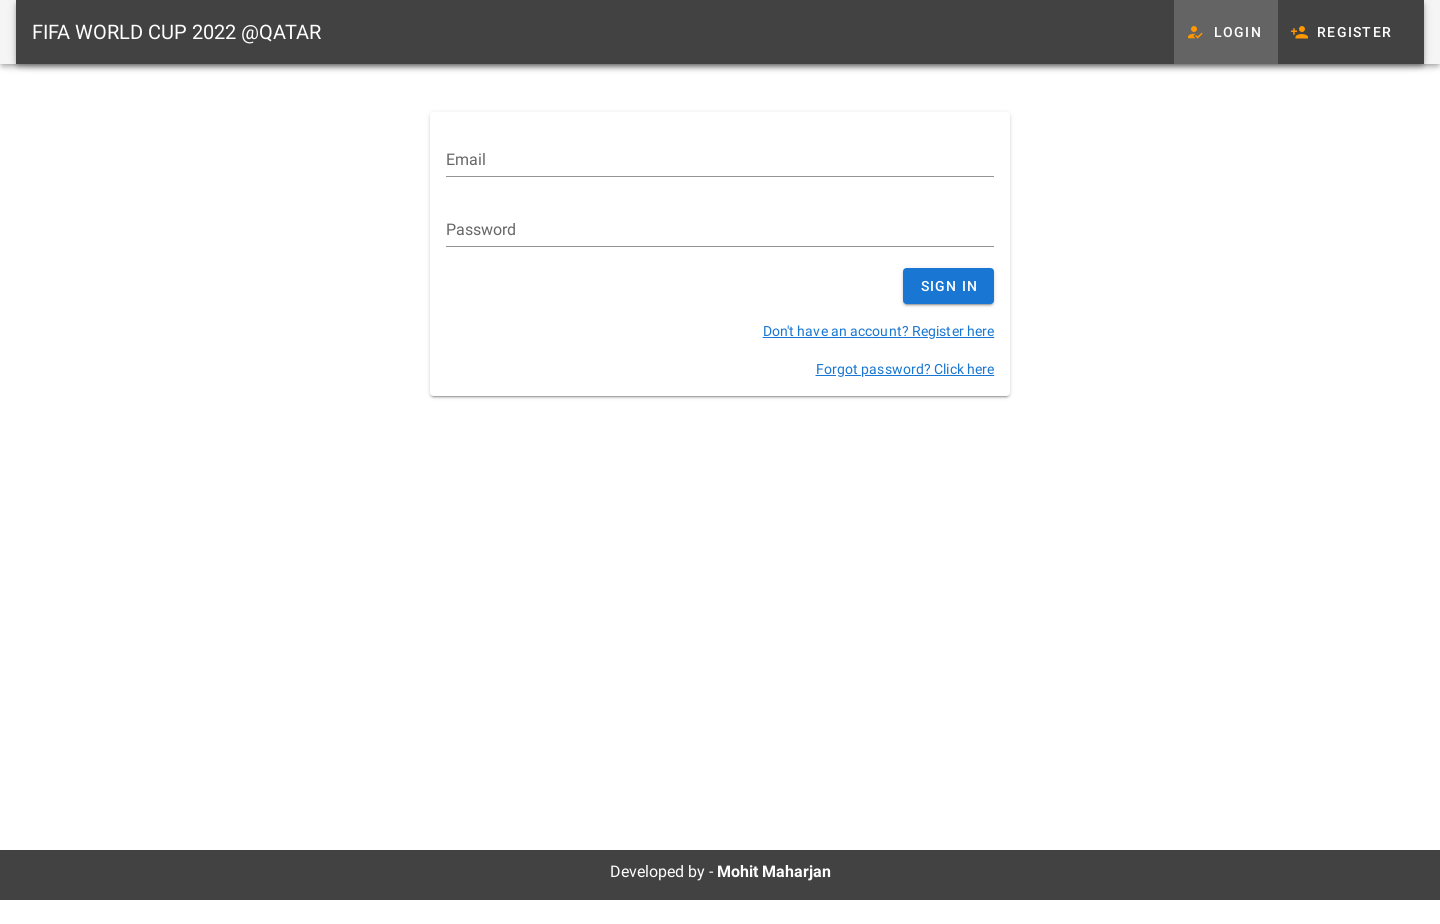 FIFA WORLD CUP 2022 @QATAR
LOGIN
REGISTER
Email
Password
SIGN IN
Don't have an account? Register here
Forgot password? Click here
Developed by - Mohit Maharjan